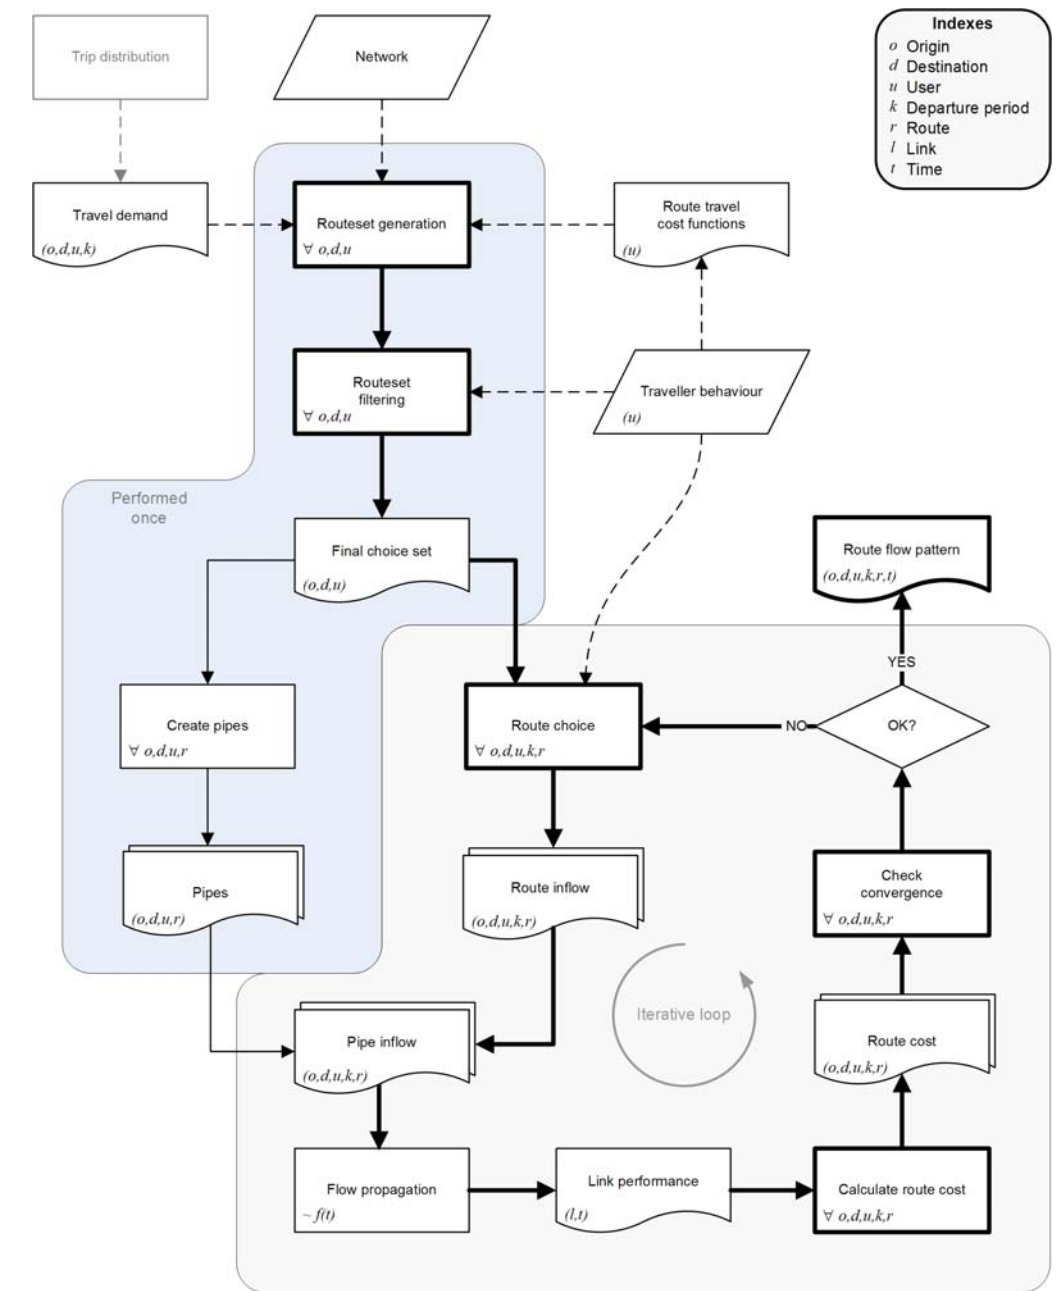 Trip distribution
Network
Indexes
o Origin
d Destination
u User
k Departure period
r Route
l Link
t Time
Travel demand
(o,d,u,k)
Routeset generation
∀ o,d,u
Route travel
cost functions
(u)
Routeset
filtering
∀ o,d,u
Traveller behaviour
(u)
Performed
once
Final choice set
(o,d,u)
Route flow pattern
(o,d,u,k,r,t)
YES
Create pipes
∀ o,d,u,r
Route choice
∀ o,d,u,k,r
NO
OK?
Pipes
(o,d,u,r)
Route inflow
(o,d,u,k,r)
Check
convergence
∀ o,d,u,k,r
Pipe inflow
(o,d,u,k,r)
Iterative loop
Route cost
(o,d,u,k,r)
Flow propagation
~ f(t)
Link performance
(l,t)
Calculate route cost
∀ o,d,u,k,r